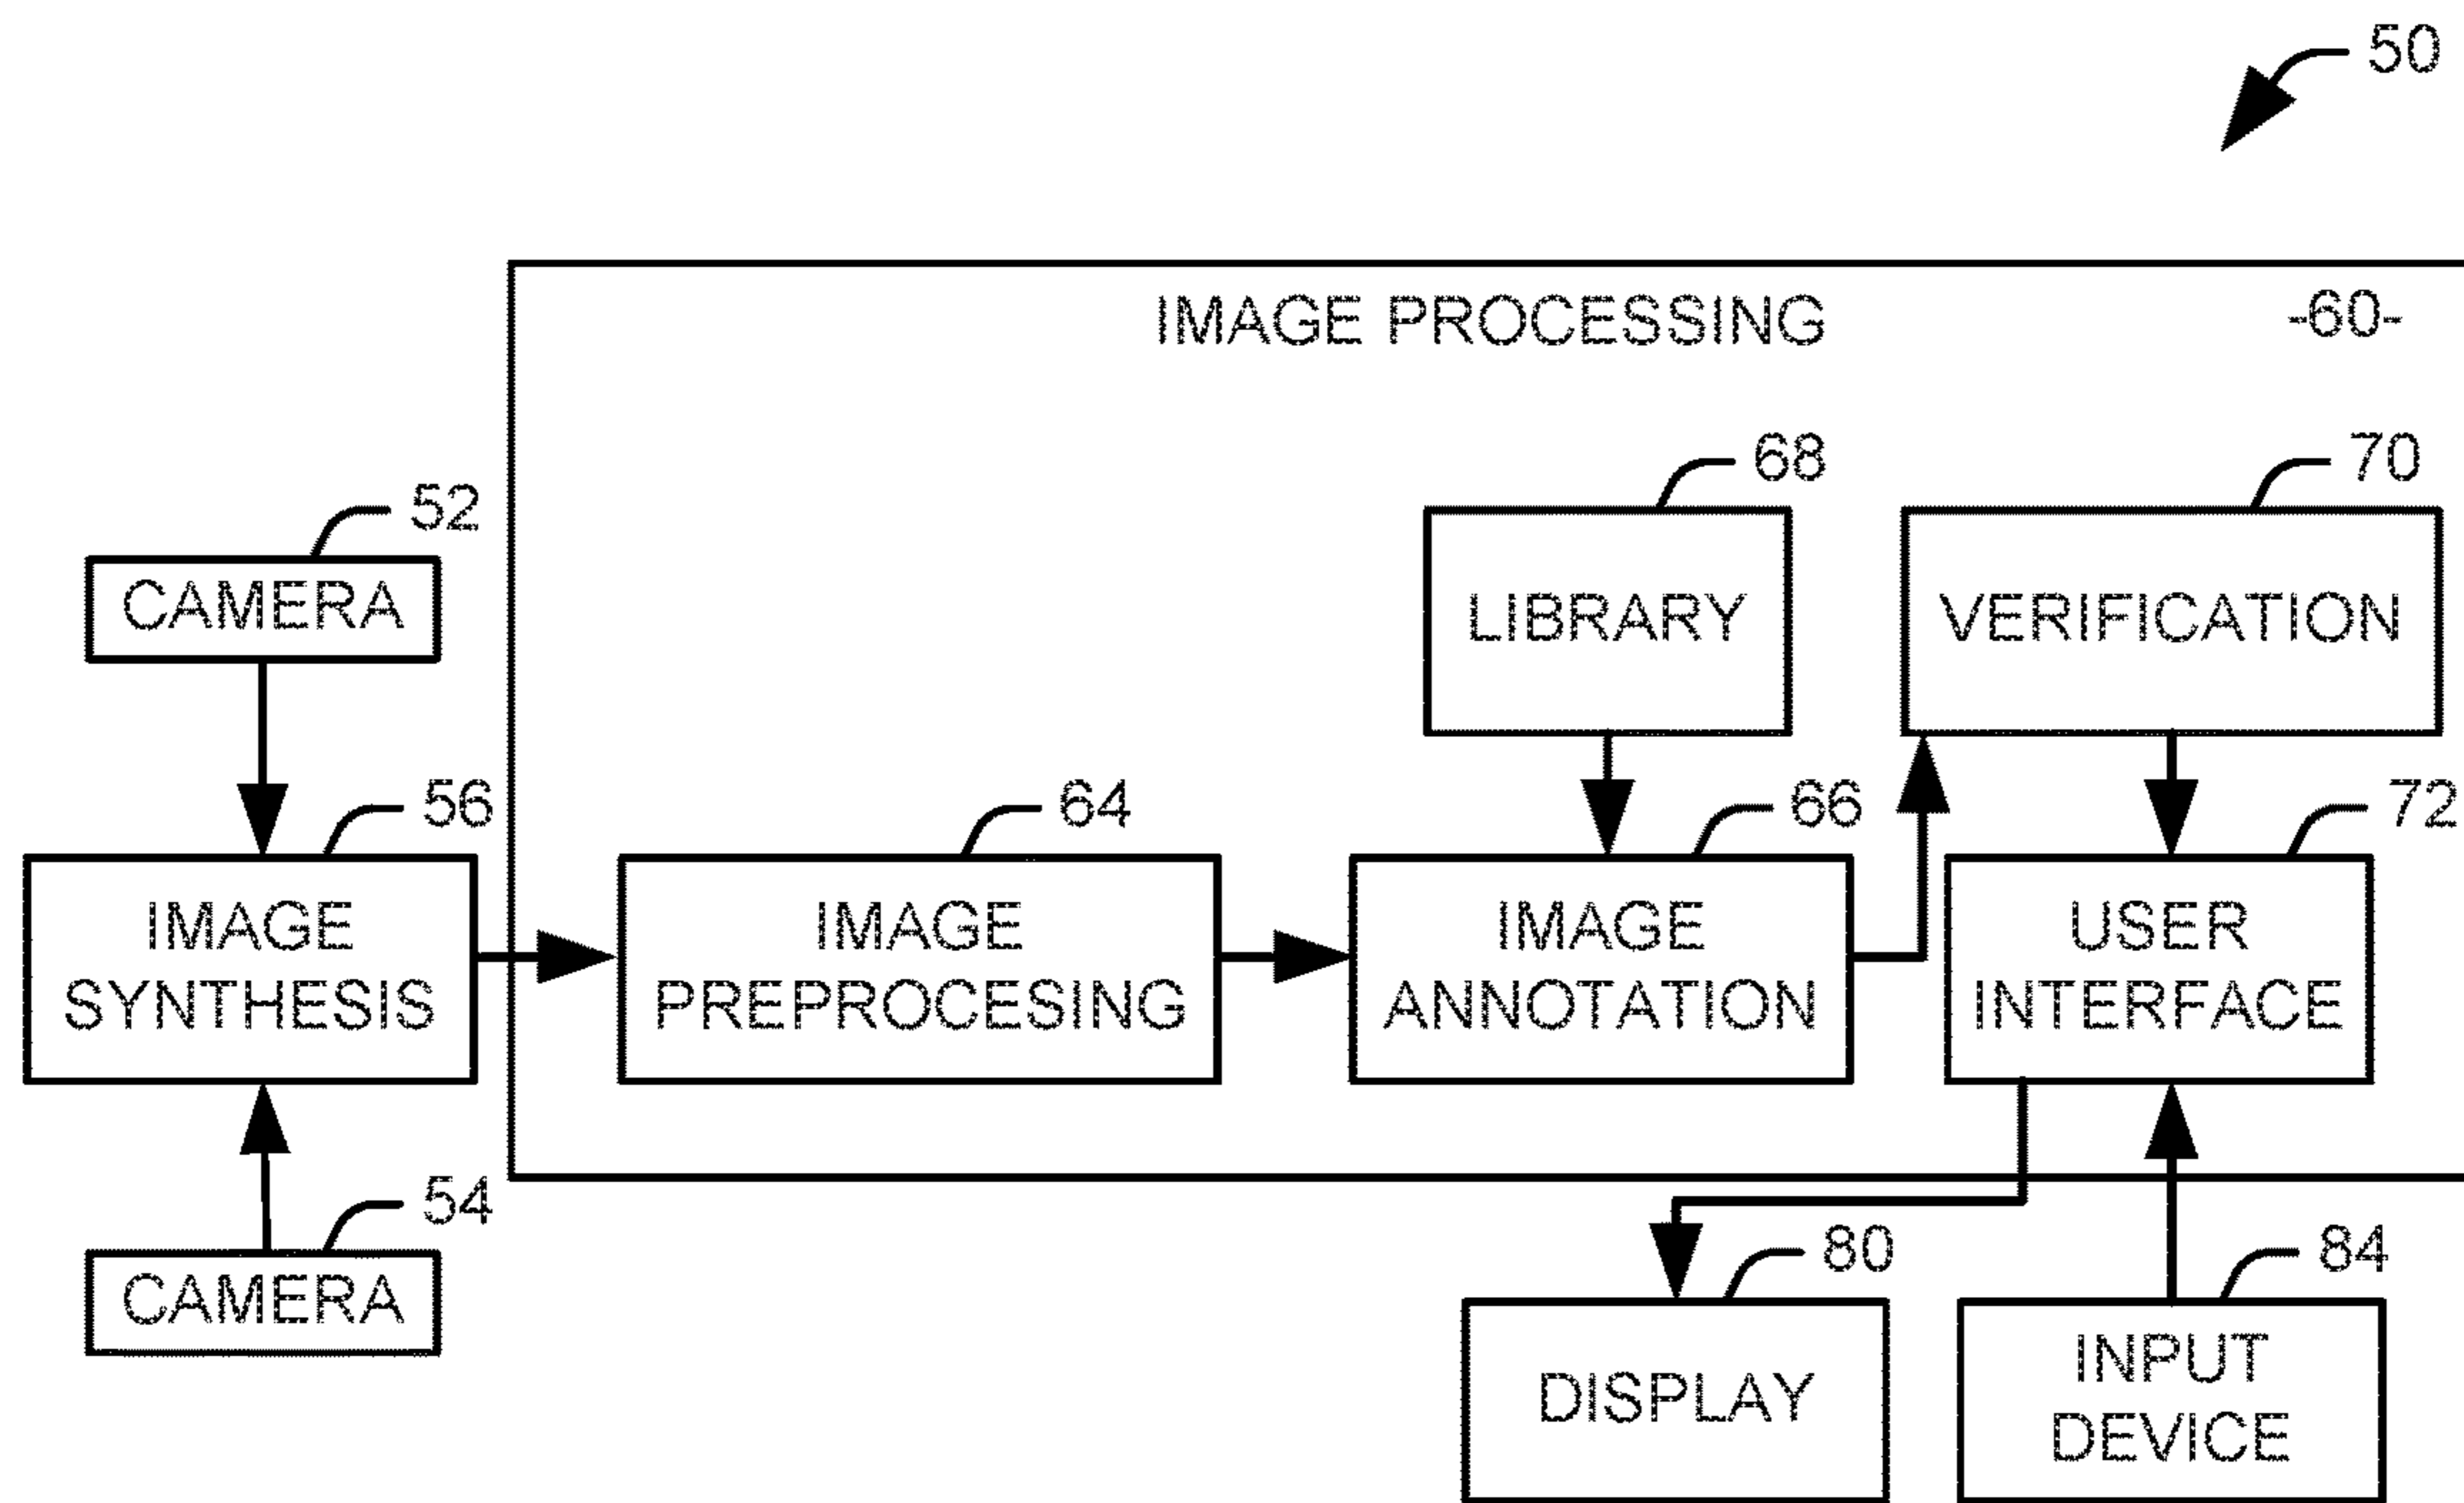 50
IMAGE PROCESSING
-60-
68
70
52
CAMERA
LIBRARY
VERIFICATION
56
64
66
72
IMAGE
SYNTHESIS
IMAGE
PREPROCESING
IMAGE
ANNOTATION
USER
INTERFACE
54
CAMERA
80
84
DISPLAY
INPUT
DEVICE